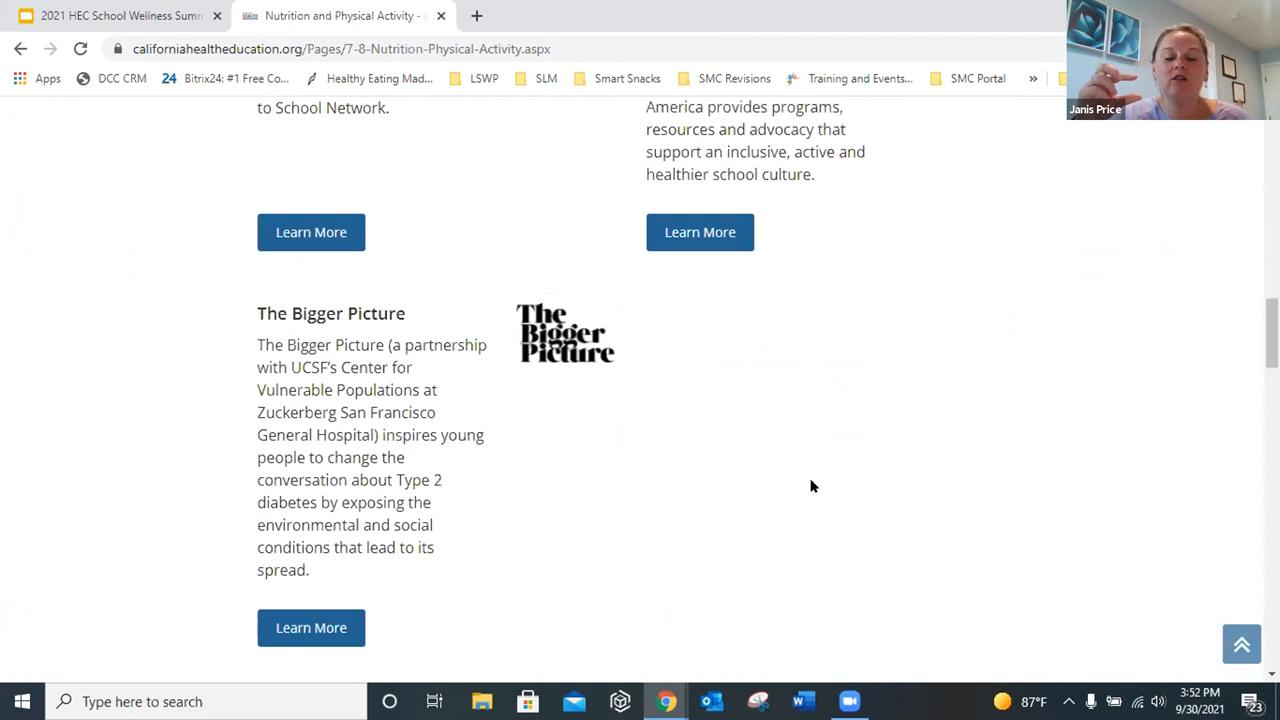 2021 HEC School Wellness Summ
Nutrition and Physical Activity - (
californiahealtheducation.org/Pages/7-8-Nutrition-Physical-Activity.aspx
Apps
DCC CRM
24
Bitrix24: #1 Free Co...
Healthy Eating Mad...
LSWP
SLM
Smart Snacks
SMC Revisions
Training and Events...
SMC Portal
»
Janis Price
to School Network.
America provides programs,
resources and advocacy that
support an inclusive, active and
healthier school culture.
Learn More
Learn More
The Bigger Picture
The Bigger Picture (a partnership
with UCSF's Center for
Vulnerable Populations at
Zuckerberg San Francisco
General Hospital) inspires young
people to change the
conversation about Type 2
diabetes by exposing the
environmental and social
conditions that lead to its
spread.
The
Bigger
Picture
Learn More
Type here to search
87°F
3:52 PM
9/30/2021
23